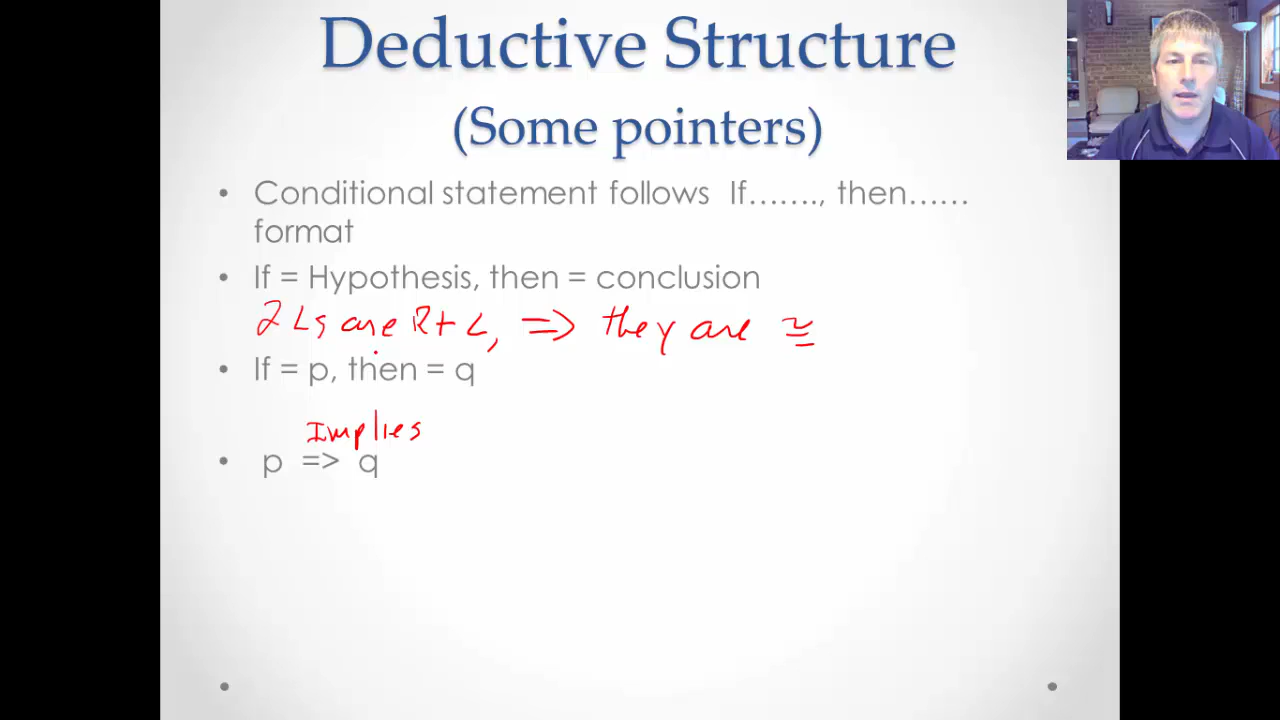 Deductive Structure
(Some pointers)
• Conditional statement follows If……., then……
format
• If = Hypothesis, then = conclusion
2 ∠s are Rt ∠, => they are ≅
• If = p, then = q
Implies
• p => q